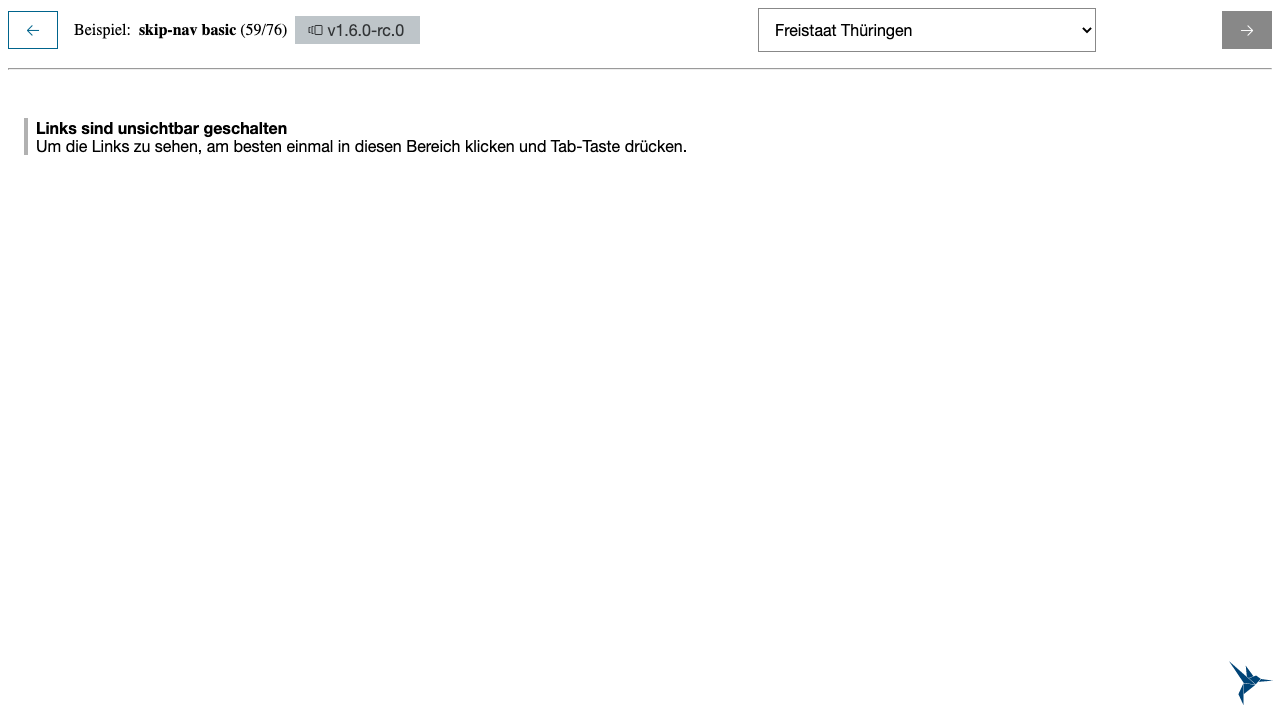 Beispiel: skip-nav basic (59/76) v1.6.0-rc.0 Freistaat Thüringen
Links sind unsichtbar geschalten
Um die Links zu sehen, am besten einmal in diesen Bereich klicken und Tab-Taste drücken.